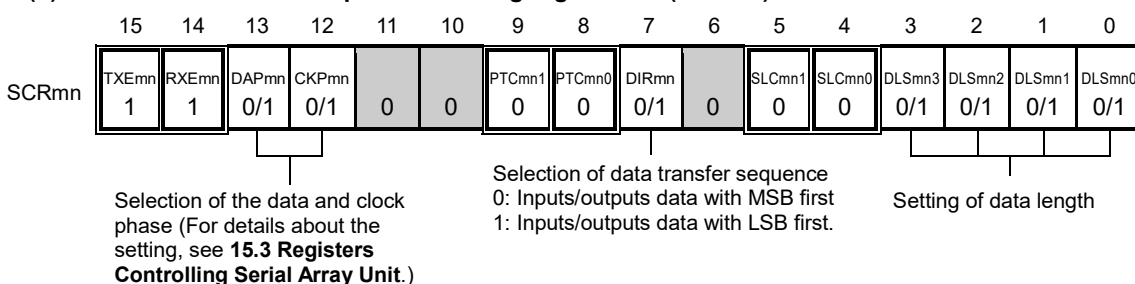 15 14 13 12 11 10 9 8 7 6 5 4 3 2 1 0
SCRmn
TXEmn RXEmn DAPmn CKPmn PTCmn1 PTCmn0 DIRmn SLCmn1 SLCmn0 DLSmn3 DLSmn2 DLSmn1 DLSmn0
1 1 0/1 0/1 0 0 0 0 0/1 0 0 0 0/1 0/1 0/1 0/1
Selection of the data and clock
phase (For details about the
setting, see 15.3 Registers
Controlling Serial Array Unit.)
Selection of data transfer sequence
0: Inputs/outputs data with MSB first
1: Inputs/outputs data with LSB first.
Setting of data length